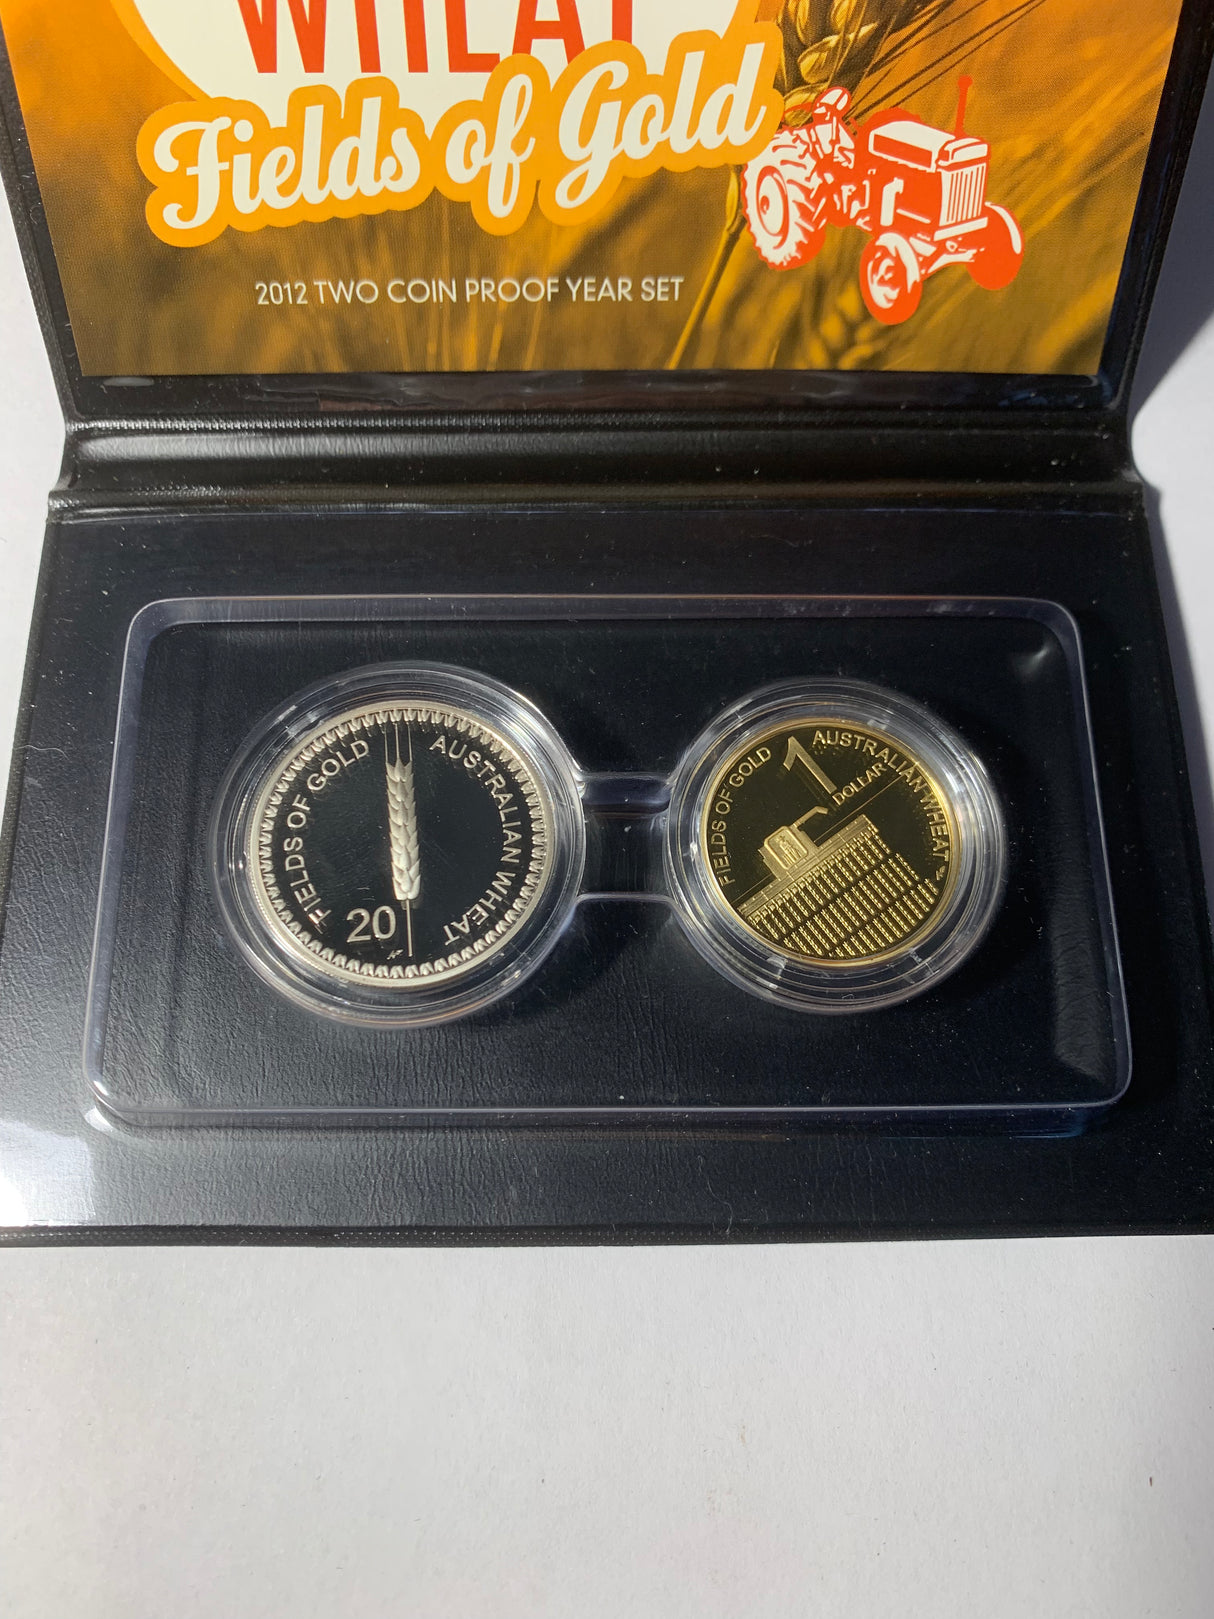 WHEAT
Fields of Gold
2012 TWO COIN PROOF YEAR SET
FIELDS OF GOLD
AUSTRALIAN WHEAT
20
FIELDS OF GOLD
1
DOLLAR
AUSTRALIAN WHEAT